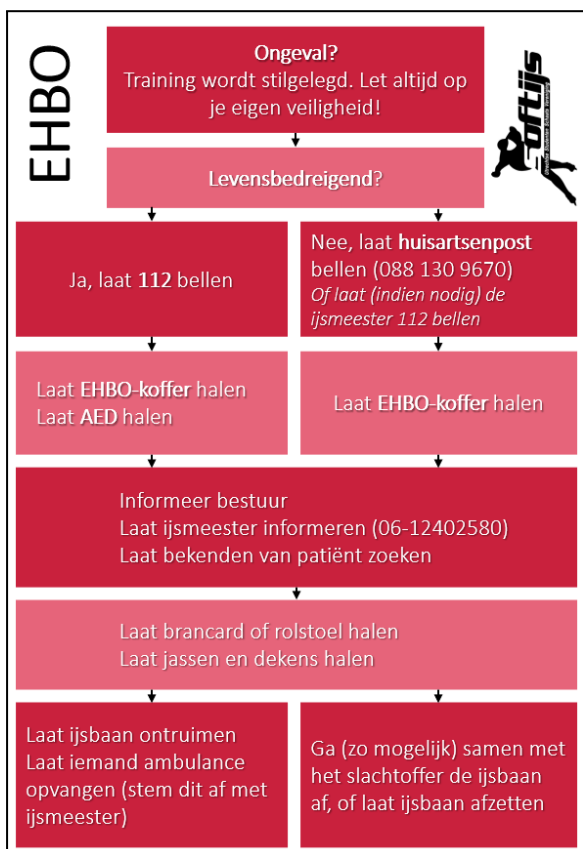 EHBO
Ongeval?
Training wordt stilgelegd. Let altijd op
je eigen veiligheid!
Softijs
Levensbedreigend?
Ja, laat 112 bellen
Nee, laat huisartsenpost
bellen (088 130 9670)
Of laat (indien nodig) de
ijsmeester 112 bellen
Laat EHBO-koffer halen
Laat AED halen
Laat EHBO-koffer halen
Informeer bestuur
Laat ijsmeester informeren (06-12402580)
Laat bekenden van patiënt zoeken
Laat brancard of rolstoel halen
Laat jassen en dekens halen
Laat ijsbaan ontruimen
Laat iemand ambulance
opvangen (stem dit af met
ijsmeester)
Ga (zo mogelijk) samen met
het slachtoffer de ijsbaan
af, of laat ijsbaan afzetten